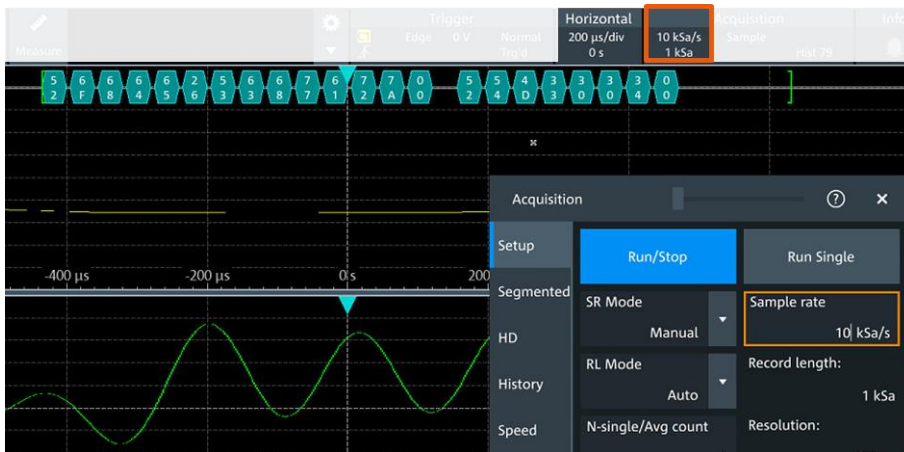 Trigger
Horizontal
Acquisition
Info
Measure
C1
Edge
0 V
Normal
Trg'd
200 µs/div
0 s
10 kSa/s
1 kSa
Sample
Hist 79
5 6 6 6 6 2 5 6 6 7 6 7 7 0 5 5 4 3 3 3 3 0
2 F 8 4 5 6 3 3 8 7 1 2 A 0 2 4 D 3 0 0 4 0
-400 µs
-200 µs
0 s
200
Acquisition
?
Setup
Segmented
HD
History
Speed
Run/Stop
Run Single
SR Mode
Manual
Sample rate
10 kSa/s
RL Mode
Auto
Record length:
1 kSa
N-single/Avg count
Resolution: